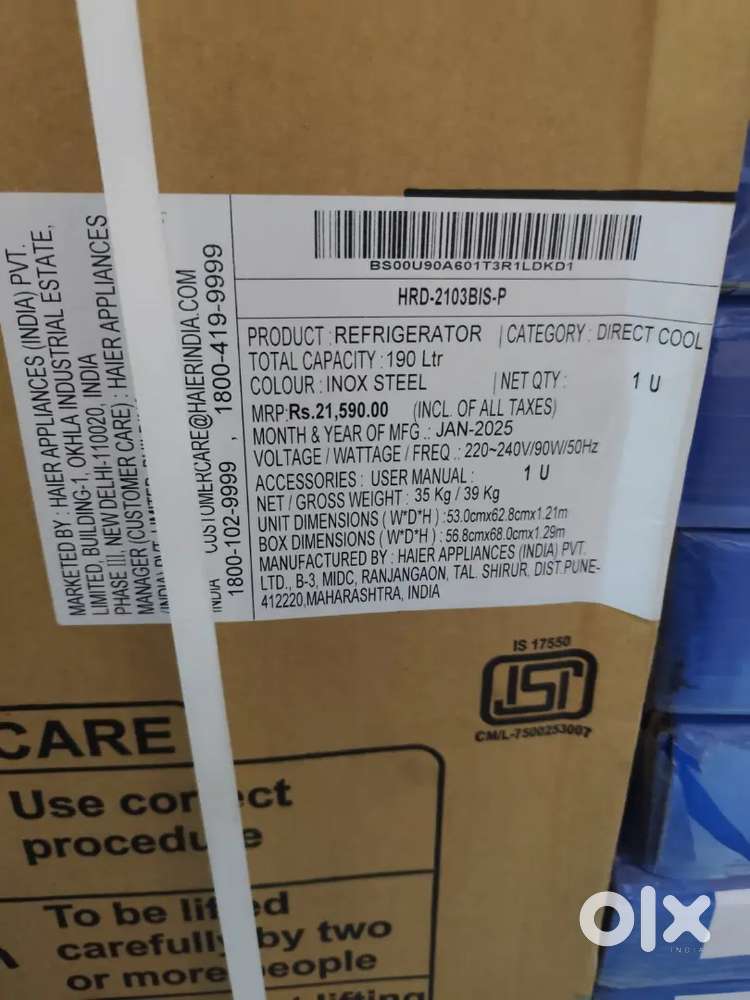 BS00U90A601T3R1LDKD1
HRD-2103BIS-P
PRODUCT : REFRIGERATOR | CATEGORY : DIRECT COOL
TOTAL CAPACITY : 190 Ltr
COLOUR : INOX STEEL | NET QTY : 1 U
MRP:Rs.21,590.00 (INCL. OF ALL TAXES)
MONTH & YEAR OF MFG.: JAN-2025
VOLTAGE / WATTAGE / FREQ.: 220~240V/90W/50Hz
ACCESSORIES : USER MANUAL : 1 U
NET / GROSS WEIGHT : 35 Kg / 39 Kg
UNIT DIMENSIONS ( W*D*H ) :53.0cmx62.8cmx1.21m
BOX DIMENSIONS ( W*D*H ) :56.8cmx68.0cmx1.29m
MANUFACTURED BY : HAIER APPLIANCES (INDIA) PVT.
LTD., B-3, MIDC, RANJANGAON, TAL. SHIRUR, DIST.PUNE-
412220,MAHARASHTRA, INDIA
MARKETED BY : HAIER APPLIANCES (INDIA) PVT.
LIMITED, BUILDING-1, OKHLA INDUSTRIAL ESTATE,
PHASE III, NEW DELHI-110020, INDIA
MANAGER (CUSTOMER CARE) : HAIER APPLIANCES
(INDIA) PVT. LIMITED
INDIA CUSTOMERCARE@HAIERINDIA.COM
1800-102-9999 , 1800-419-9999
IS 17550
ISI
CM/L-7500253007
CARE
Use correct
procedure
To be lifted
carefully by two
or more people
lifting
olx
INDIA